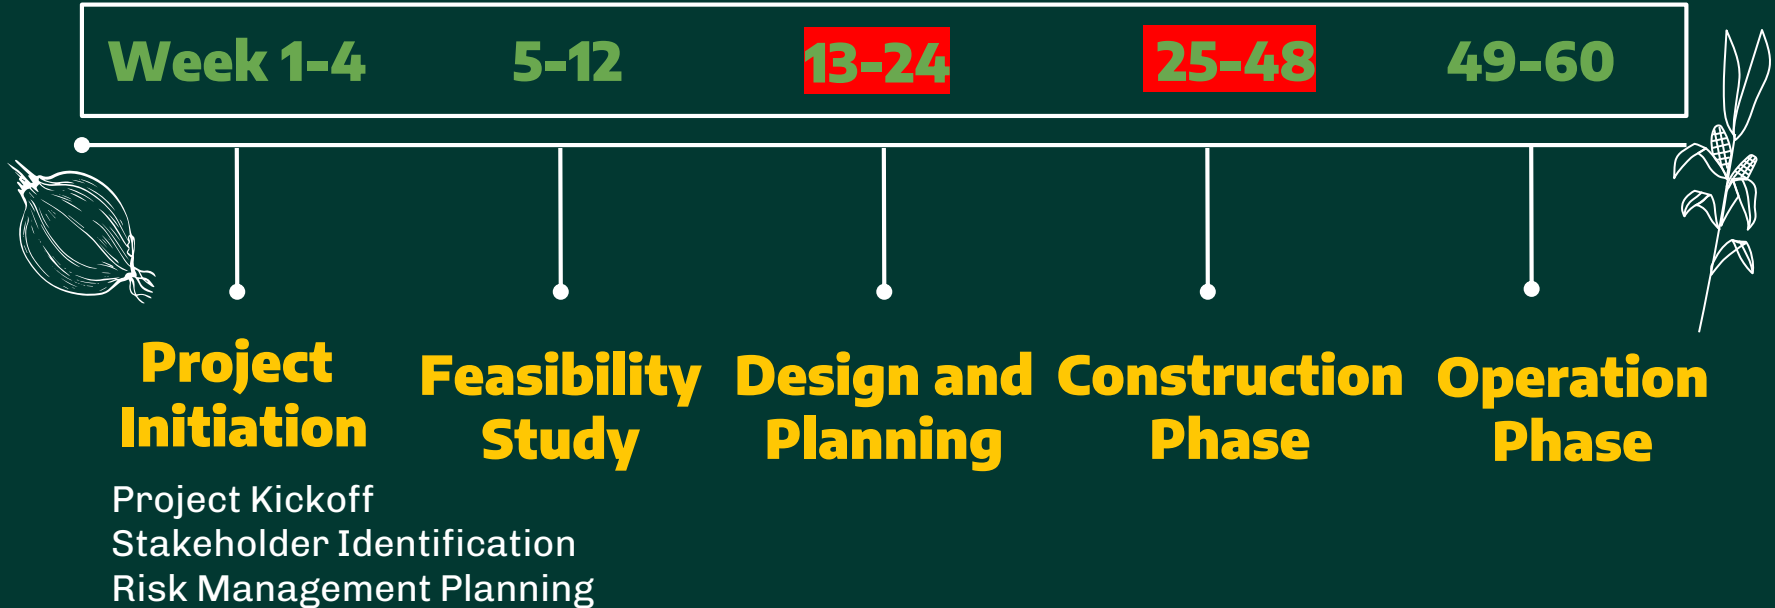 Week 1-4 5-12 13-24 25-48 49-60
Project
Initiation
Feasibility
Study
Design and
Planning
Construction
Phase
Operation
Phase
Project Kickoff
Stakeholder Identification
Risk Management Planning